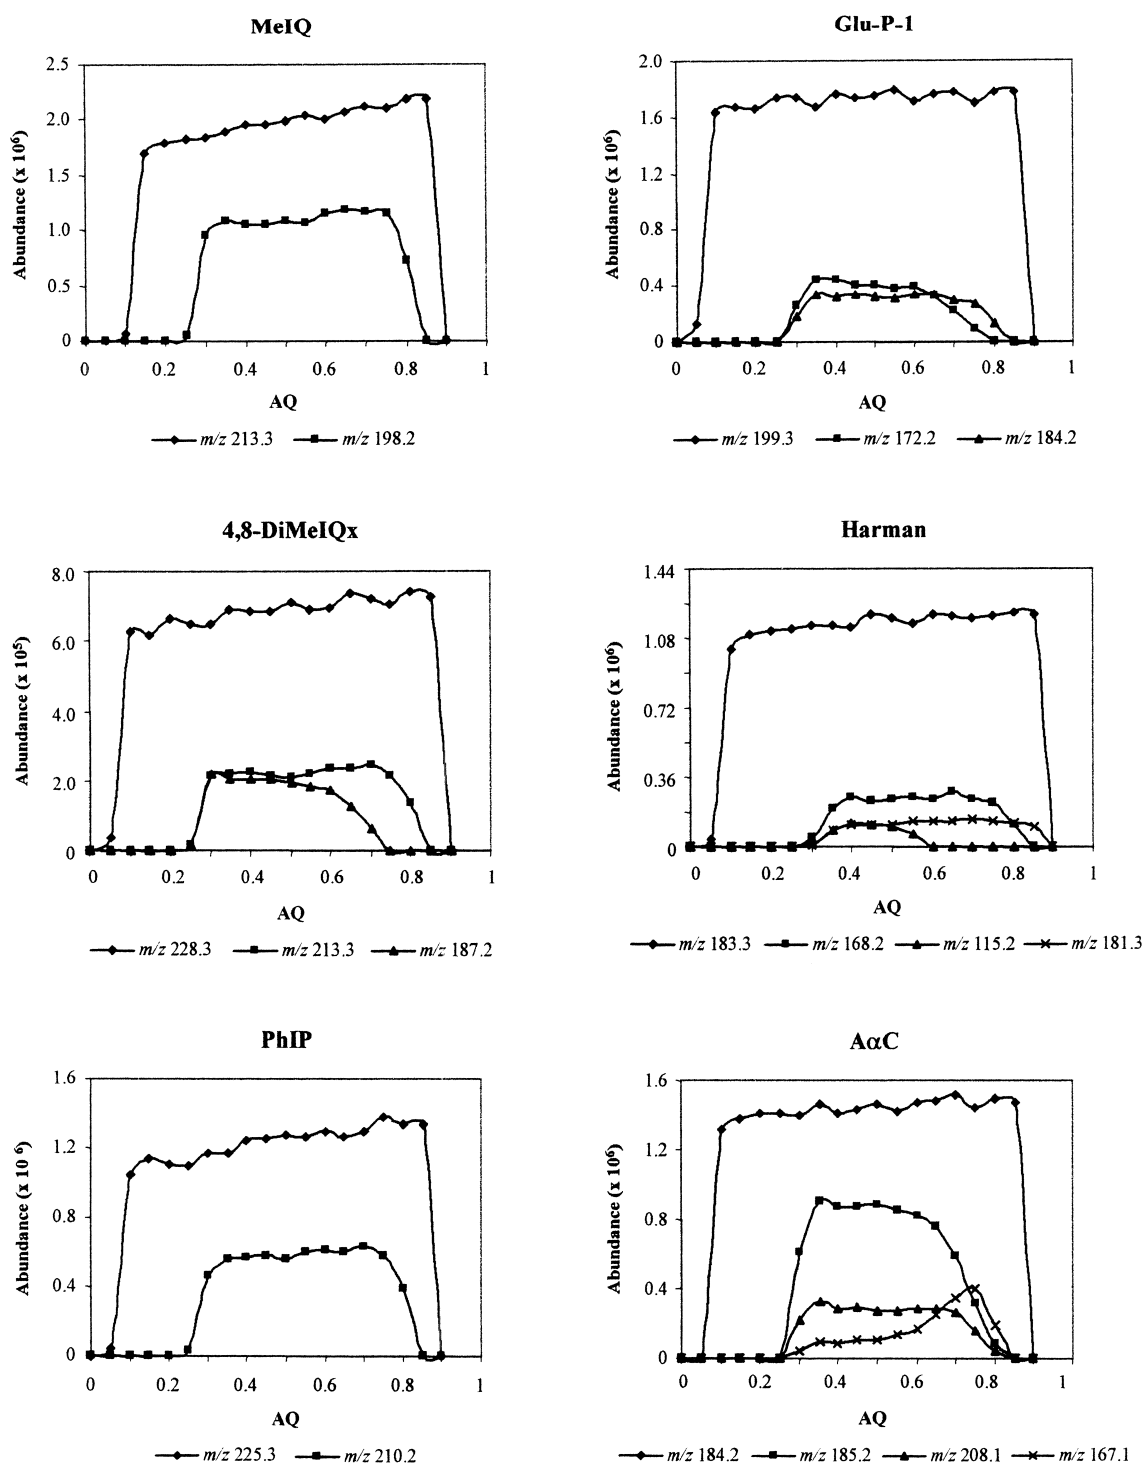 MeIQ
Abundance (x 10⁶)
2.5
2.0
1.5
1.0
0.5
0
0 0.2 0.4 0.6 0.8 1
AQ
m/z 213.3 m/z 198.2
Glu-P-1
Abundance (x 10⁶)
2.0
1.6
1.2
0.8
0.4
0
0 0.2 0.4 0.6 0.8 1
AQ
m/z 199.3 m/z 172.2 m/z 184.2
4,8-DiMeIQx
Abundance (x 10⁵)
8.0
6.0
4.0
2.0
0
0 0.2 0.4 0.6 0.8 1
AQ
m/z 228.3 m/z 213.3 m/z 187.2
Harman
Abundance (x 10⁶)
1.44
1.08
0.72
0.36
0
0 0.2 0.4 0.6 0.8 1
AQ
m/z 183.3 m/z 168.2 m/z 115.2 m/z 181.3
PhIP
Abundance (x 10 ⁶)
1.6
1.2
0.8
0.4
0
0 0.2 0.4 0.6 0.8 1
AQ
m/z 225.3 m/z 210.2
AαC
Abundance (x 10⁶)
1.6
1.2
0.8
0.4
0
0 0.2 0.4 0.6 0.8 1
AQ
m/z 184.2 m/z 185.2 m/z 208.1 m/z 167.1